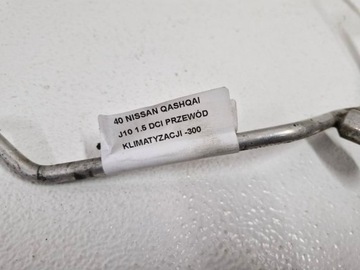 40 NISSAN QASHQAI
J10 1.5 DCI PRZEWÓD
KLIMATYZACJI -300